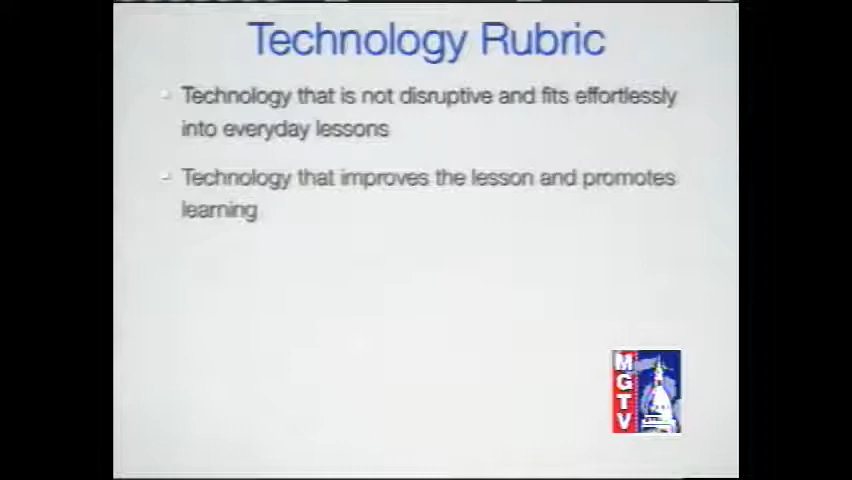 Technology Rubric
Technology that is not disruptive and fits effortlessly
into everyday lessons
Technology that improves the lesson and promotes
learning
MGTV